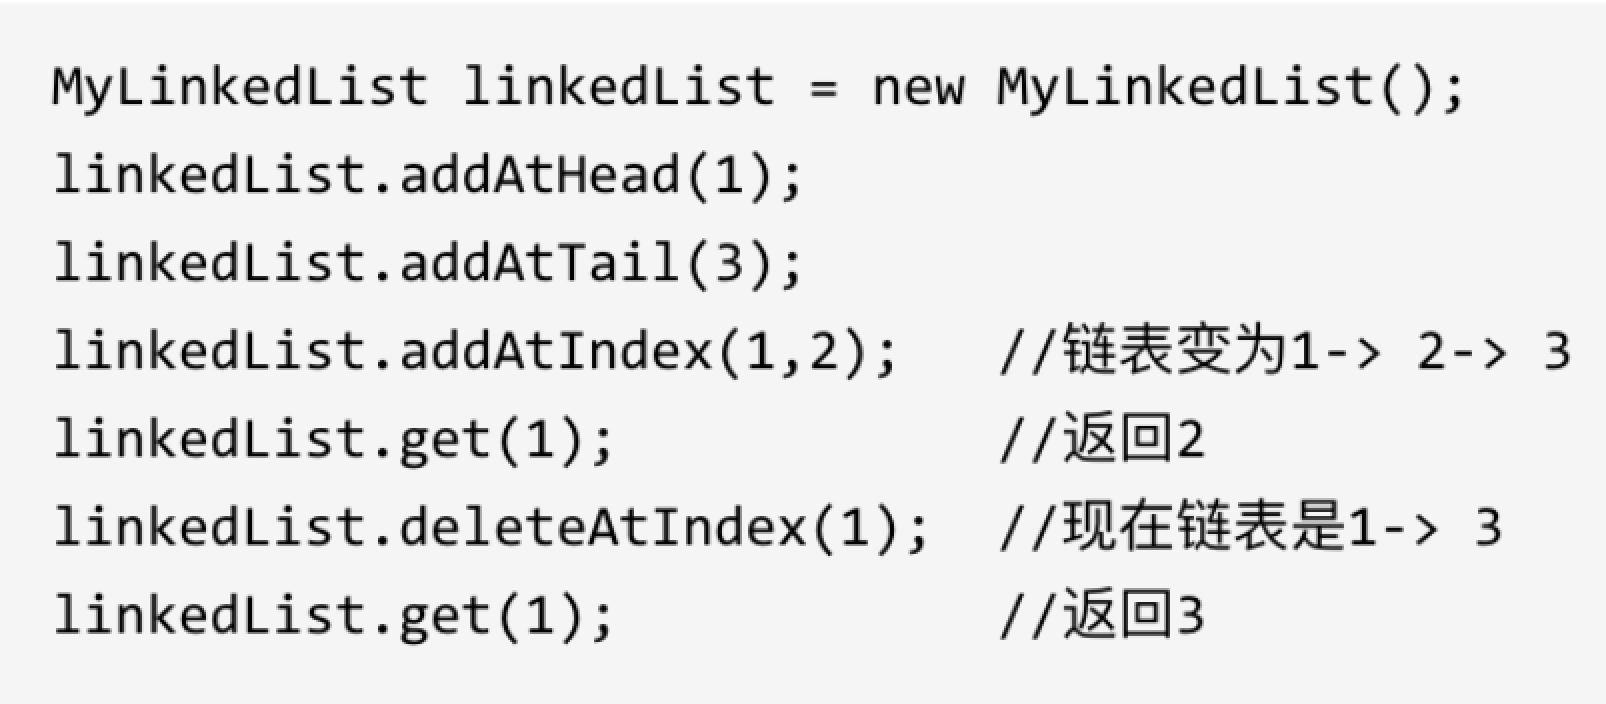 MyLinkedList linkedList = new MyLinkedList();
linkedList.addAtHead(1);
linkedList.addAtTail(3);
linkedList.addAtIndex(1,2);   //链表变为1-> 2-> 3
linkedList.get(1);            //返回2
linkedList.deleteAtIndex(1);  //现在链表是1-> 3
linkedList.get(1);            //返回3